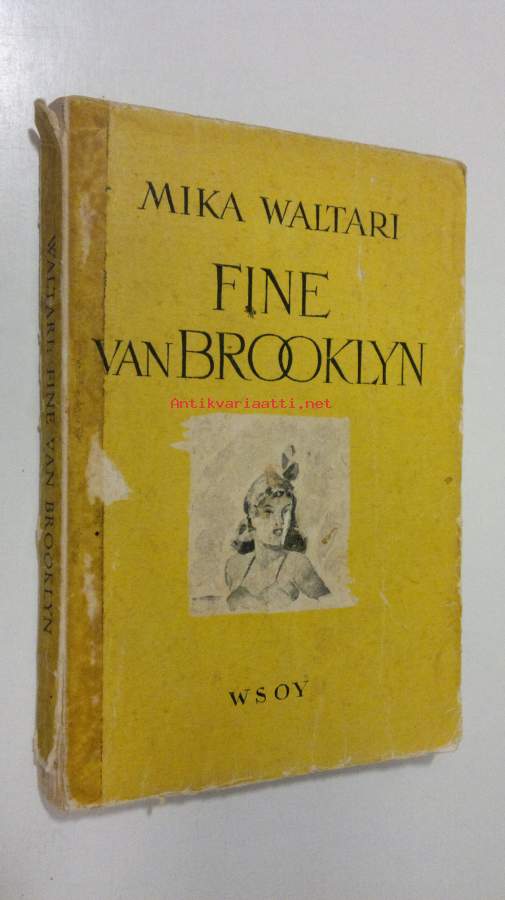 MIKA WALTARI
FINE
VAN BROOKLYN
Antikvariaatti.net
WSOY
WALTARI: FINE VAN BROOKLYN